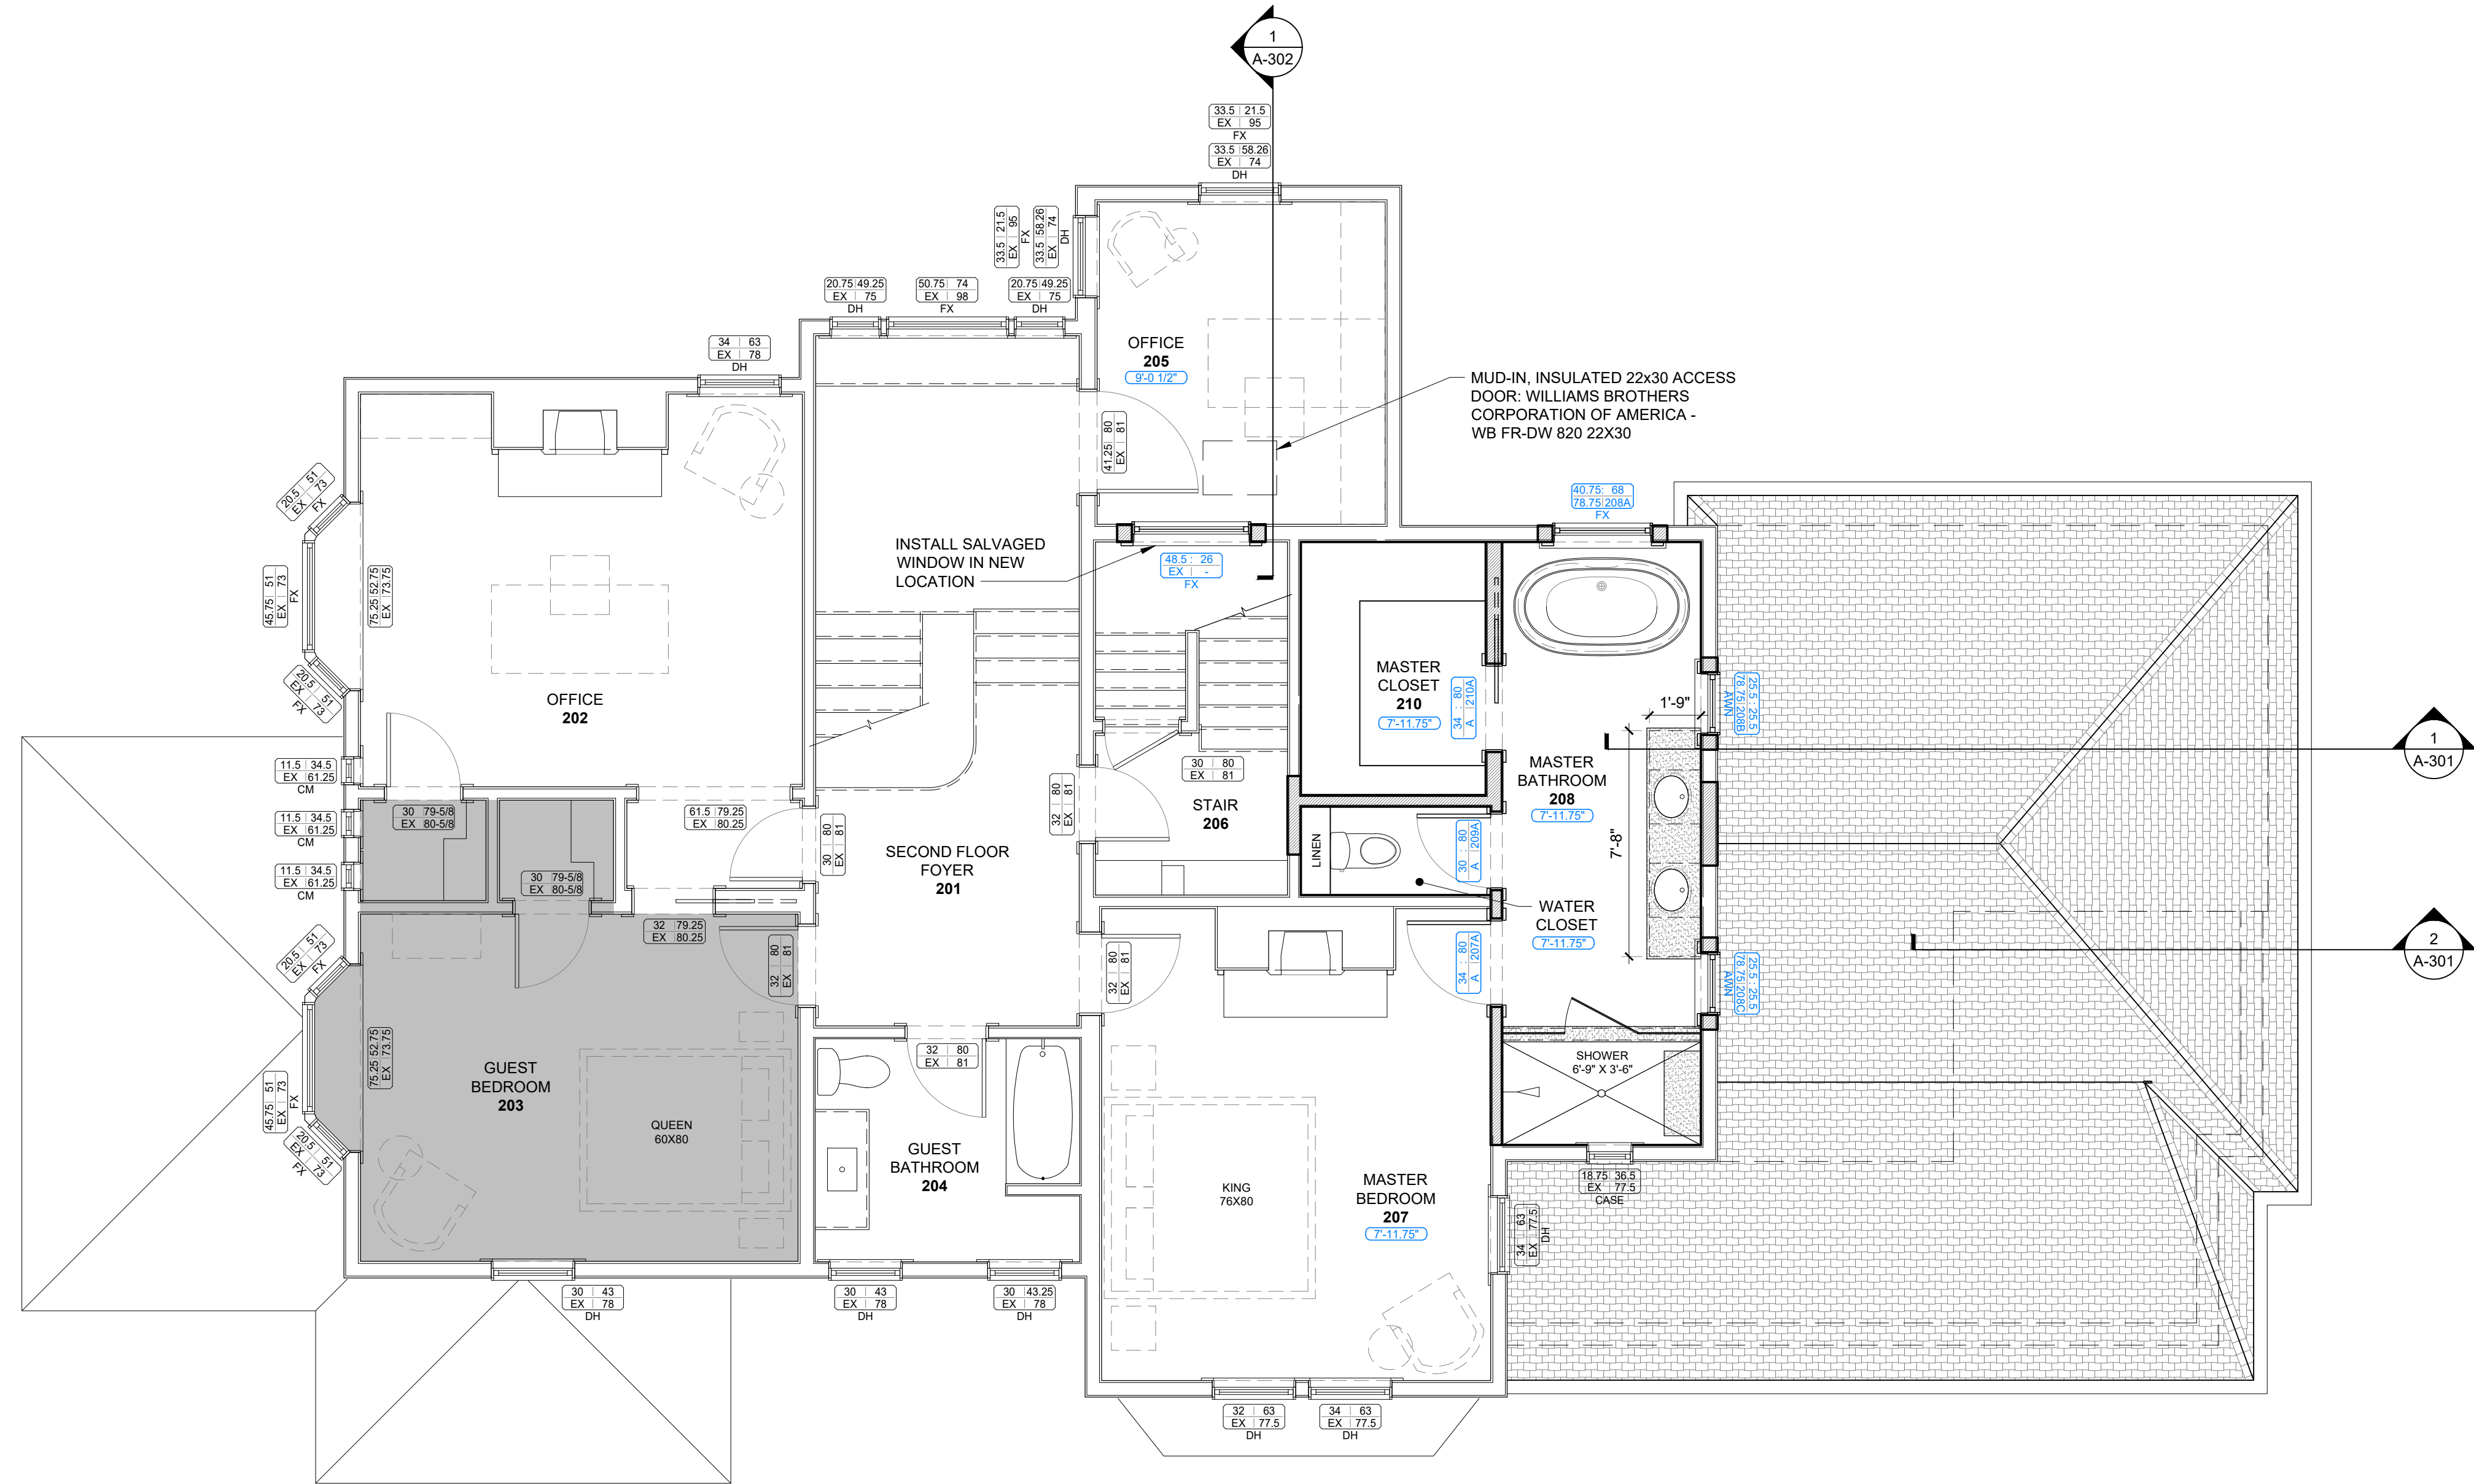 1
A-302
33.5 21.5
EX 95
FX
33.5 58.26
EX 74
DH
33.5 21.5
EX 95
FX
33.5 58.26
EX 74
DH
20.75 49.25
EX 75
DH
50.75 74
EX 98
FX
20.75 49.25
EX 75
DH
34 63
EX 78
DH
OFFICE
205
9'-0 1/2"
MUD-IN, INSULATED 22x30 ACCESS
DOOR: WILLIAMS BROTHERS
CORPORATION OF AMERICA -
WB FR-DW 820 22X30
41.25 80
EX 81
20.5 51
EX 73
FX
40.75: 68
78.75 208A
FX
INSTALL SALVAGED
WINDOW IN NEW
LOCATION
48.5 : 26
EX -
FX
45.75 51
EX 73
FX
75.25 52.75
EX 73.75
20.5 51
EX 73
FX
OFFICE
202
MASTER
CLOSET
210
7'-11.75"
34 : 80
A 210A
1'-9"
25.5 : 25.5
78.75 208B
AWN
1
A-301
11.5 34.5
EX 61.25
CM
30 80
EX 81
MASTER
BATHROOM
208
7'-11.75"
11.5 34.5
EX 61.25
CM
30 79-5/8
EX 80-5/8
61.5 79.25
EX 80.25
30 80
EX 81
32 80
EX 81
STAIR
206
LINEN
30 : 80
A 209A
7'-8"
SECOND FLOOR
FOYER
201
11.5 34.5
EX 61.25
CM
30 79-5/8
EX 80-5/8
WATER
CLOSET
7'-11.75"
32 79.25
EX 80.25
32 80
EX 81
32 80
EX 81
34 : 80
A 207A
2
A-301
20.5 51
EX 73
FX
25.5 : 25.5
78.75 208C
AWN
75.25 52.75
EX 73.75
45.75 51
EX 73
FX
20.5 51
EX 73
FX
GUEST
BEDROOM
203
QUEEN
60X80
32 80
EX 81
SHOWER
6'-9" X 3'-6"
GUEST
BATHROOM
204
KING
76X80
MASTER
BEDROOM
207
7'-11.75"
18.75 36.5
EX 77.5
CASE
34 63
EX 77.5
DH
30 43
EX 78
DH
30 43
EX 78
DH
30 43.25
EX 78
DH
32 63
EX 77.5
DH
34 63
EX 77.5
DH